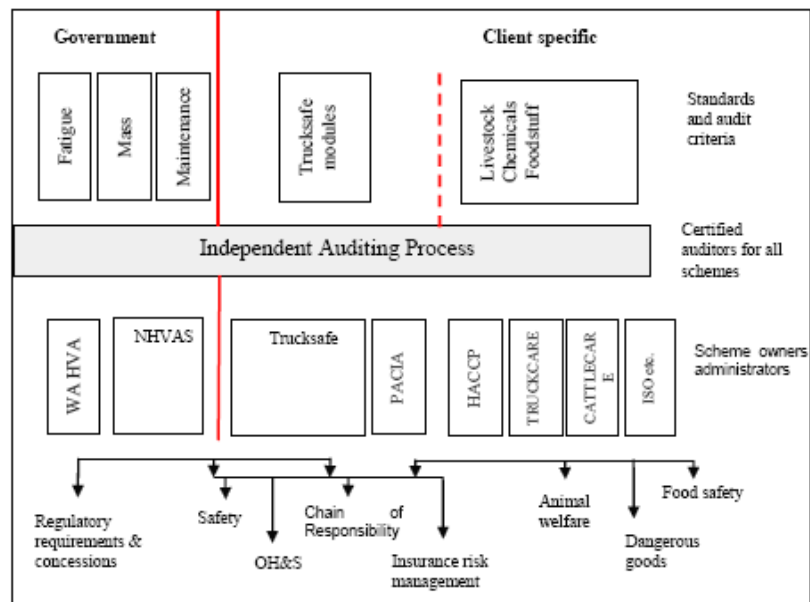 Government
Client specific
Fatigue
Mass
Maintenance
Trucksafe
modules
Livestock
Chemicals
Foodstuff
Standards
and audit
criteria
Independent Auditing Process
Certified
auditors for all
schemes
WA HVA
NHVAS
Trucksafe
PACIA
HACCP
TRUCKCARE
CATTLECAR
E
ISO etc.
Scheme owners
administrators
Regulatory
requirements &
concessions
Safety
OH&S
Chain of
Responsibility
Insurance risk
management
Animal
welfare
Dangerous
goods
Food safety